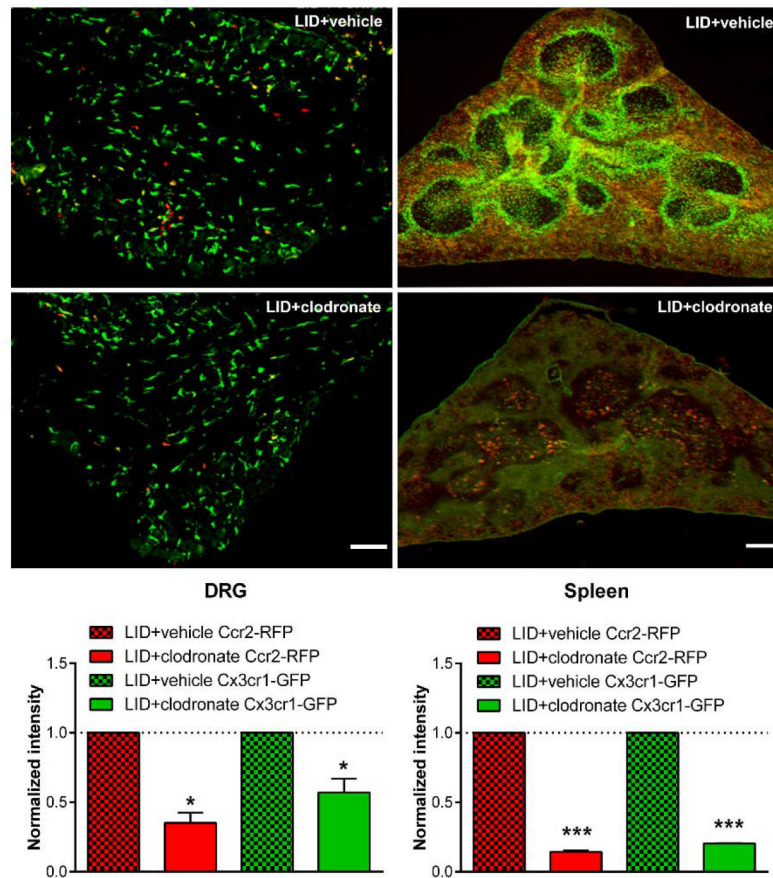 LID+vehicle
LID+vehicle
LID+vehicle
LID+clodronate
LID+clodronate
DRG
LID+vehicle Ccr2-RFP
LID+clodronate Ccr2-RFP
LID+vehicle Cx3cr1-GFP
LID+clodronate Cx3cr1-GFP
Normalized intensity
1.5
1.0
0.5
0.0
*
*
Spleen
LID+vehicle Ccr2-RFP
LID+clodronate Ccr2-RFP
LID+vehicle Cx3cr1-GFP
LID+clodronate Cx3cr1-GFP
Normalized intensity
1.5
1.0
0.5
0.0
***
***